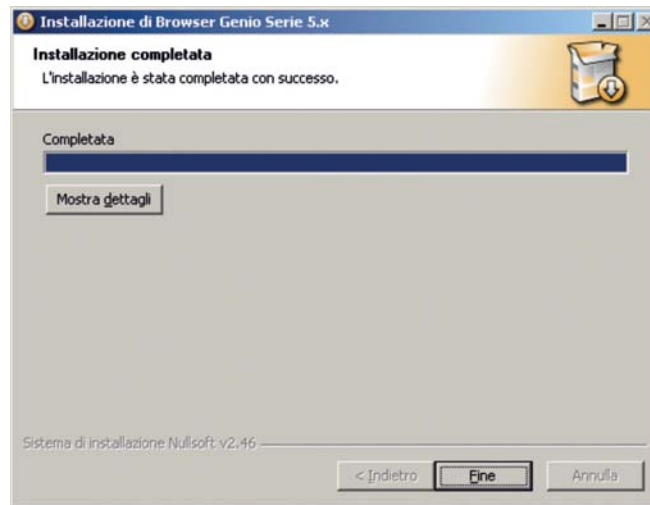 Installazione di Browser Genio Serie 5.x
Installazione completata
L'installazione è stata completata con successo.
Completata
Mostra dettagli
Sistema di installazione Nullsoft v2.46
< Indietro
Fine
Annulla